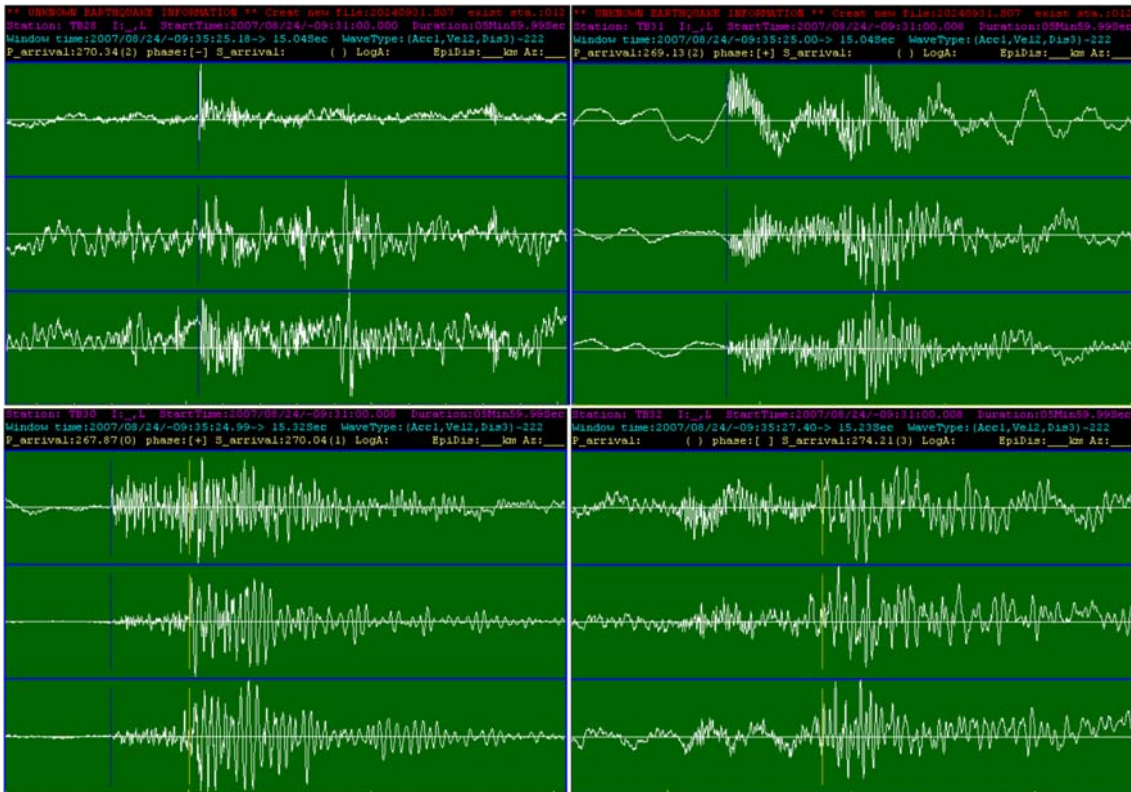 ** UNKNOWN EARTHQUAKE INFORMATION ** Creat new file:20240931.S07 exist sta.:012
Station: TB28 I:_,L StartTime:2007/08/24/-09:31:00.000 Duration:05Min59.99Sec
Window time:2007/08/24/-09:35:25.18-> 15.04Sec WaveType:(Acc1,Vel2,Dis3)-222
P_arrival:270.34(2) phase:[-] S_arrival: ( ) LogA: EpiDis:___km Az:___
** UNKNOWN EARTHQUAKE INFORMATION ** Creat new file:20240931.S07 exist sta.:012
Station: TB31 I:_,L StartTime:2007/08/24/-09:31:00.008 Duration:05Min59.99Sec
Window time:2007/08/24/-09:35:25.00-> 15.04Sec WaveType:(Acc1,Vel2,Dis3)-222
P_arrival:269.13(2) phase:[+] S_arrival: ( ) LogA: EpiDis:___km Az:___
Station: TB30 I:_,L StartTime:2007/08/24/-09:31:00.008 Duration:05Min59.99Sec
Window time:2007/08/24/-09:35:24.99-> 15.32Sec WaveType:(Acc1,Vel2,Dis3)-222
P_arrival:267.87(0) phase:[+] S_arrival:270.04(1) LogA: EpiDis:___km Az:___
Station: TB32 I:_,L StartTime:2007/08/24/-09:31:00.008 Duration:05Min59.99Sec
Window time:2007/08/24/-09:35:27.40-> 15.23Sec WaveType:(Acc1,Vel2,Dis3)-222
P_arrival: ( ) phase:[ ] S_arrival:274.21(3) LogA: EpiDis:___km Az:___